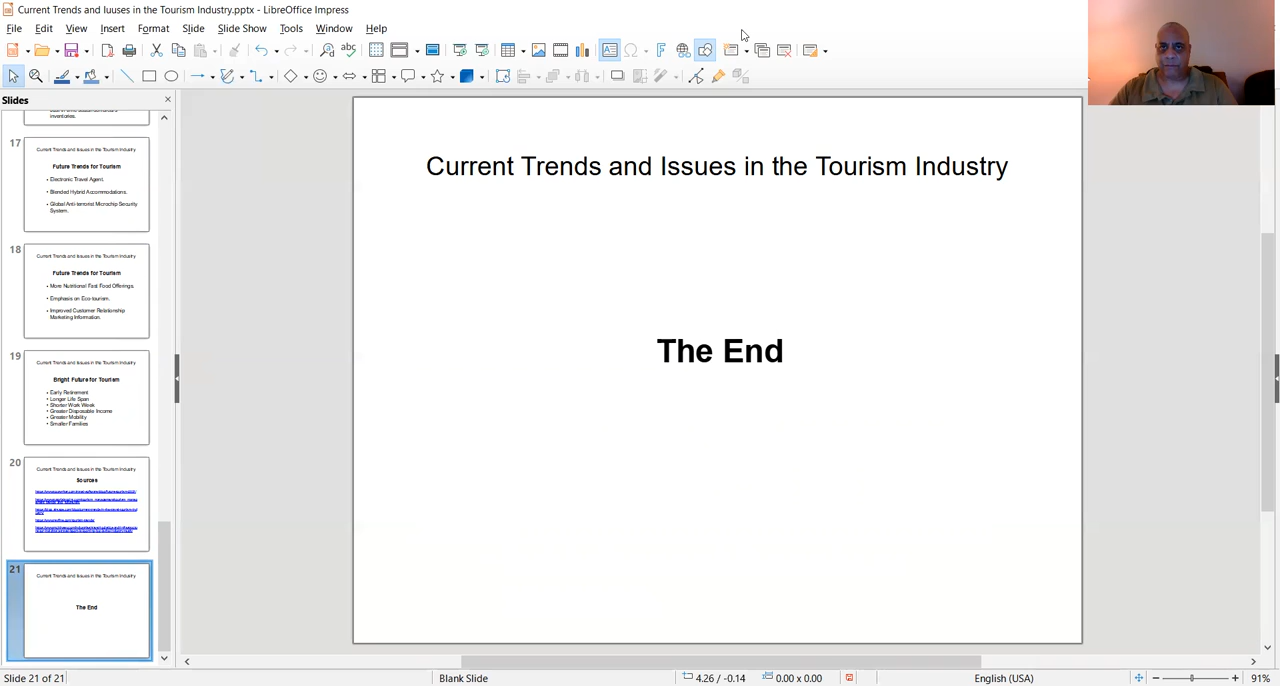 Current Trends and Iuuses in the Tourism Industry.pptx - LibreOffice Impress
File Edit View Insert Format Slide Slide Show Tools Window Help
Slides
inventories.
17
Current Trends and Issues in the Tourism Industry
Future Trends for Tourism
• Electronic Travel Agent.
• Blended Hybrid Accommodations.
• Global Anti-terrorist Microchip Security
System.
18
Current Trends and Issues in the Tourism Industry
Future Trends for Tourism
• More Nutritional Fast Food Offerings.
• Emphasis on Eco-tourism.
• Improved Customer Relationship
Marketing Information.
19
Current Trends and Issues in the Tourism Industry
Bright Future for Tourism
• Early Retirement
• Longer Life Span
• Shorter Work Week
• Greater Disposable Income
• Greater Mobility
• Smaller Families
20
Current Trends and Issues in the Tourism Industry
Sources
21
Current Trends and Issues in the Tourism Industry
The End
Current Trends and Issues in the Tourism Industry
The End
Slide 21 of 21
Blank Slide
4.26 / -0.14
0.00 x 0.00
English (USA)
91%